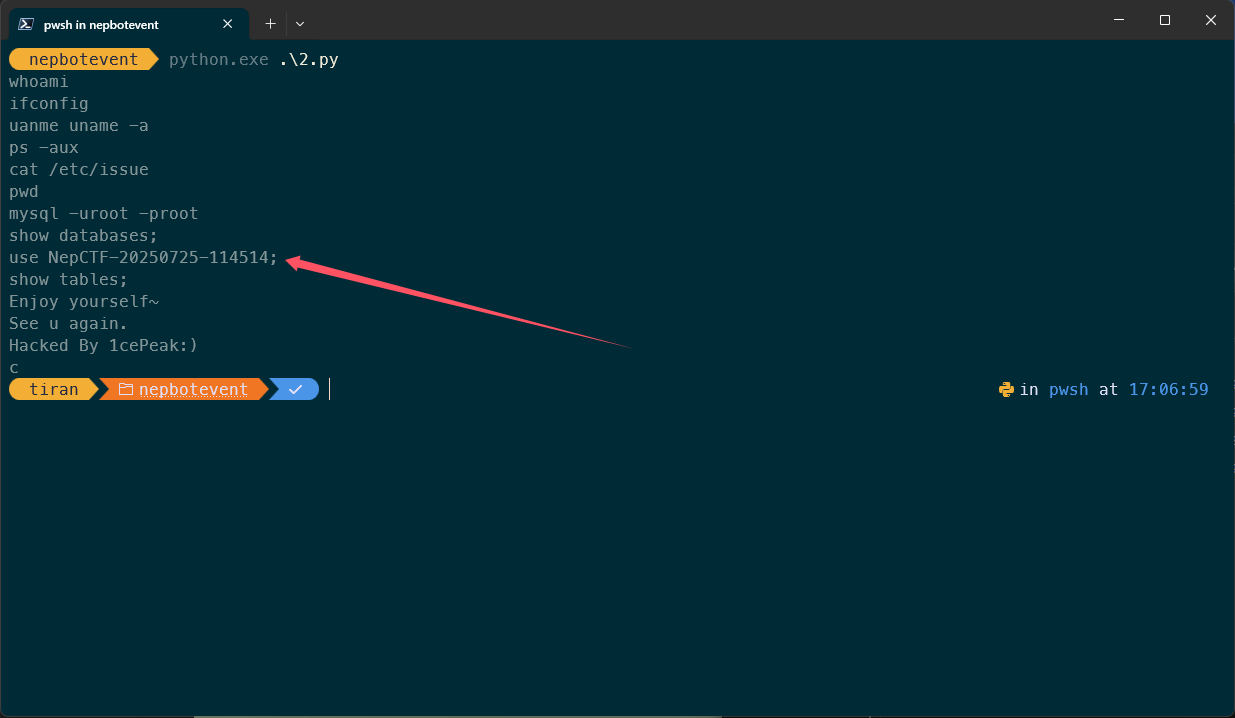 pwsh in nepbotevent
nepbotevent python.exe .\2.py
whoami
ifconfig
uanme uname -a
ps -aux
cat /etc/issue
pwd
mysql -uroot -proot
show databases;
use NepCTF-20250725-114514;
show tables;
Enjoy yourself~
See u again.
Hacked By 1cePeak:)
c
tiran nepbotevent in pwsh at 17:06:59